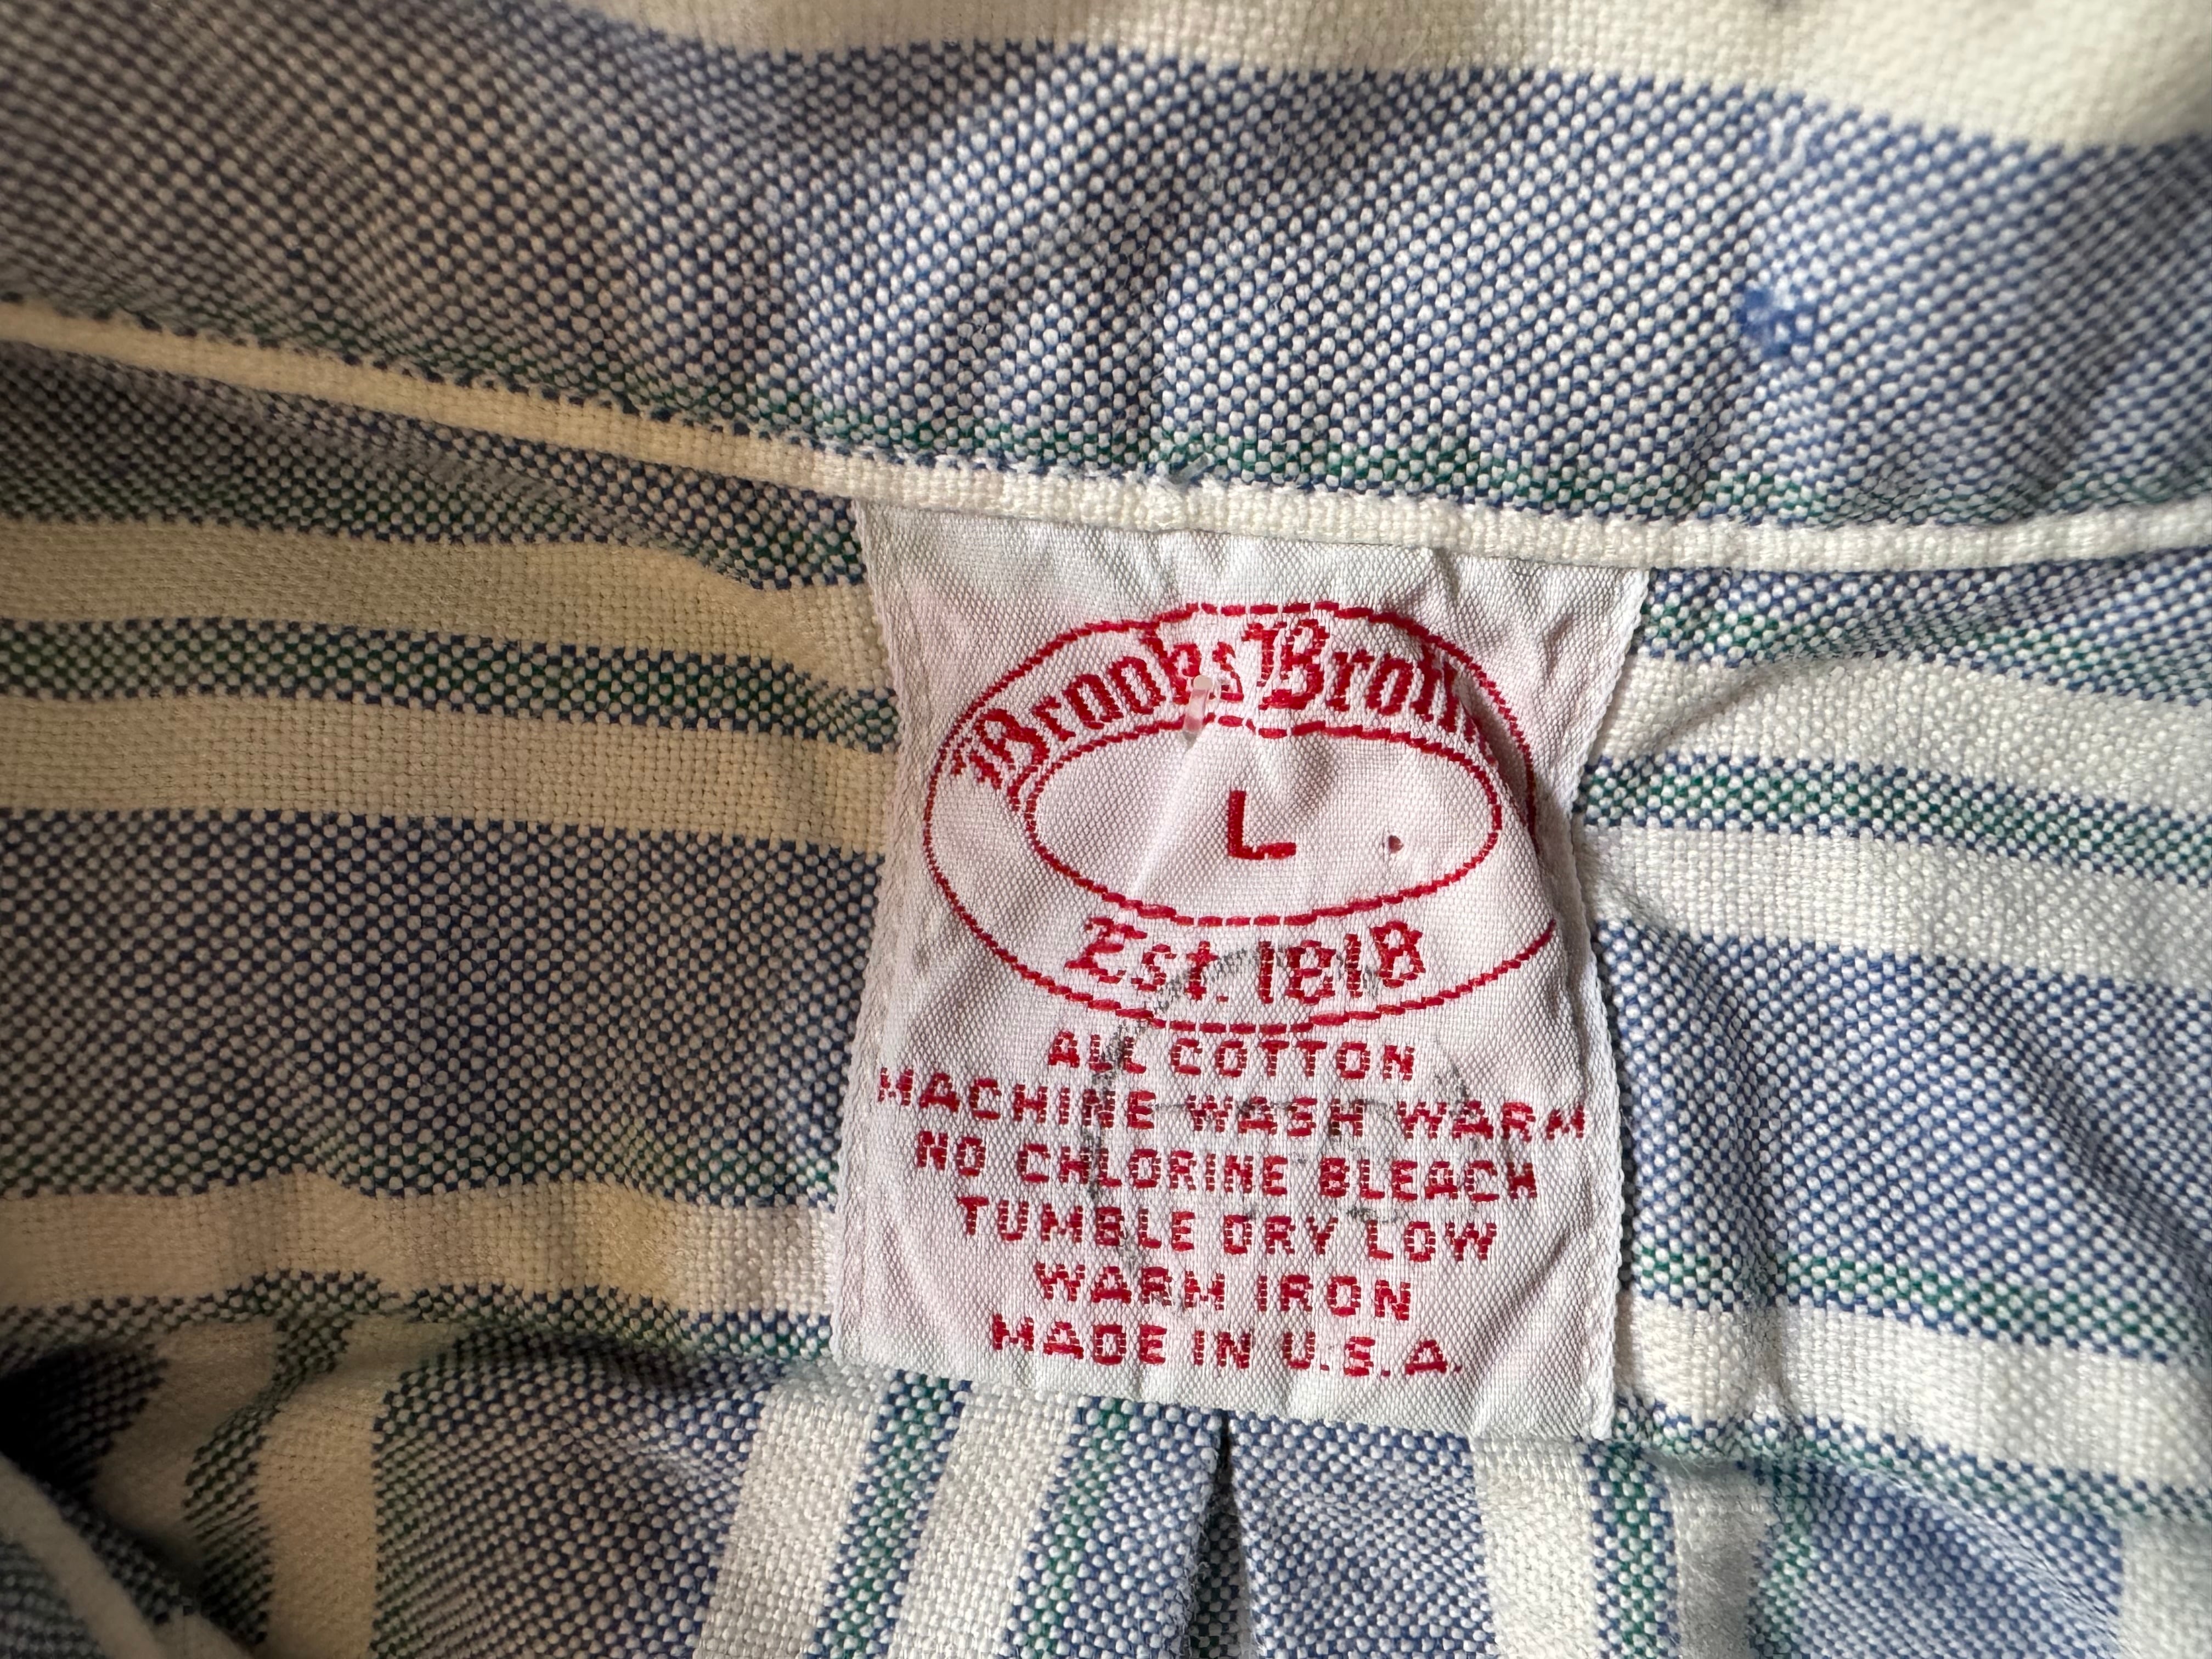 Brooks Broth
L
Est. 1818
ALL COTTON
MACHINE WASH WARM
NO CHLORINE BLEACH
TUMBLE DRY LOW
WARM IRON
MADE IN U.S.A.